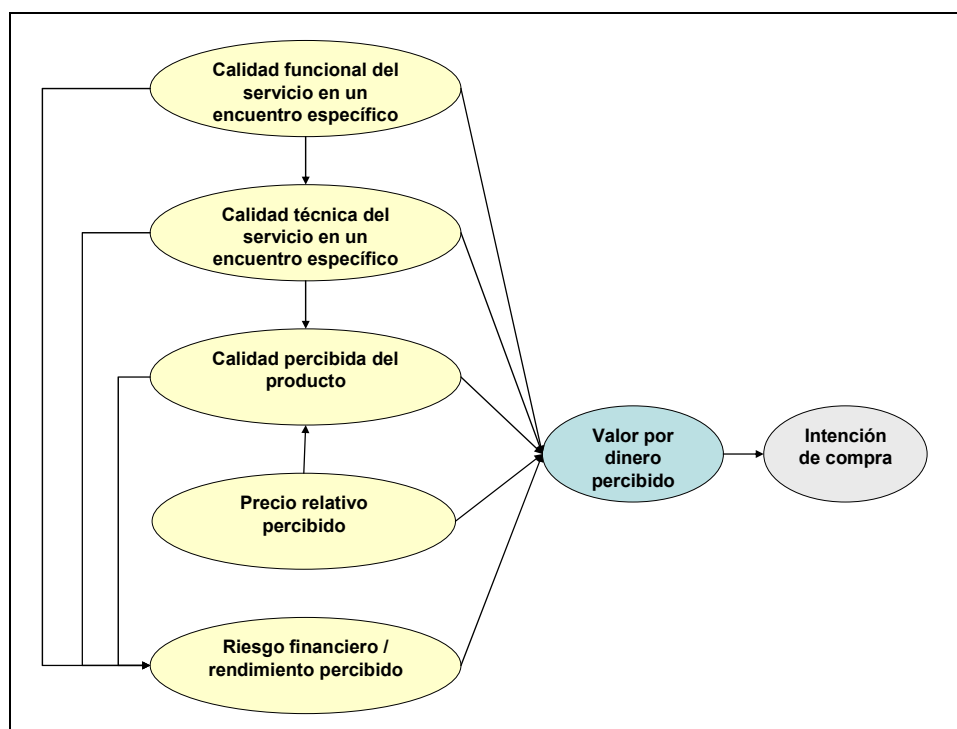 Calidad funcional del
servicio en un
encuentro específico
Calidad técnica del
servicio en un
encuentro específico
Calidad percibida del
producto
Precio relativo
percibido
Riesgo financiero /
rendimiento percibido
Valor por
dinero
percibido
Intención
de compra